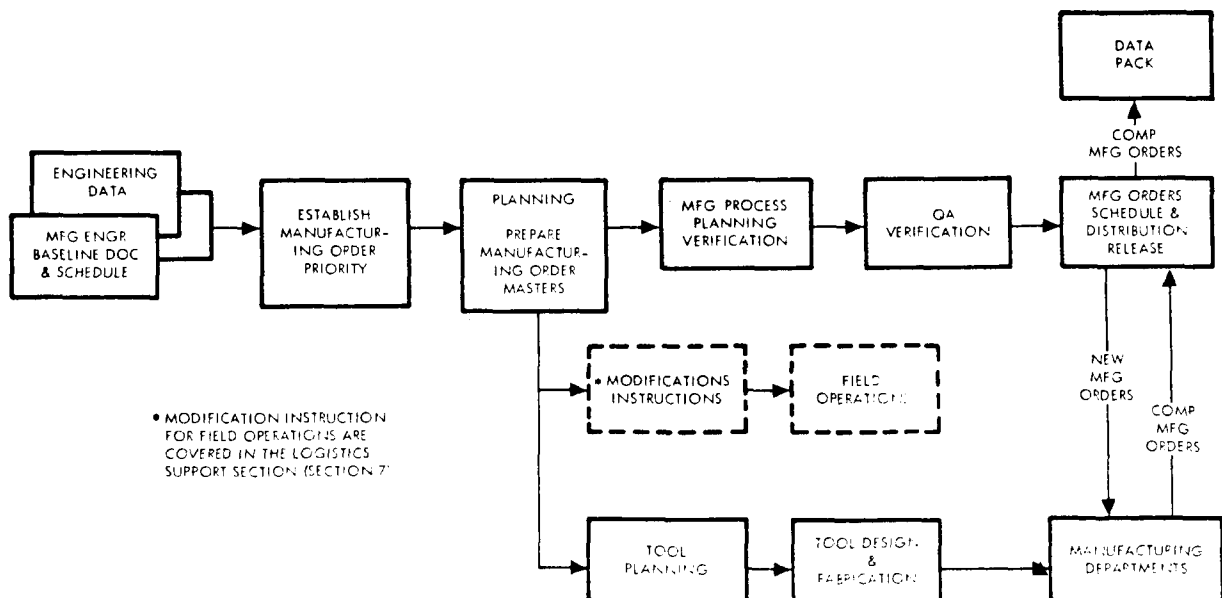 DATA
PACK
COMP
MFG ORDERS
ENGINEERING
DATA
MFG ENGR
BASELINE DOC
& SCHEDULE
ESTABLISH
MANUFACTUR-
ING ORDER
PRIORITY
PLANNING
PREPARE
MANUFACTUR-
ING ORDER
MASTERS
MFG PROCESS
PLANNING
VERIFICATION
QA
VERIFICATION
MFG ORDERS
SCHEDULE &
DISTRIBUTION
RELEASE
NEW
MFG
ORDERS
COMP
MFG
ORDERS
• MODIFICATIONS
INSTRUCTIONS
FIELD
OPERATIONS
• MODIFICATION INSTRUCTION
FOR FIELD OPERATIONS ARE
COVERED IN THE LOGISTICS
SUPPORT SECTION (SECTION 7)
TOOL
PLANNING
TOOL DESIGN
&
FABRICATION
MANUFACTURING
DEPARTMENTS